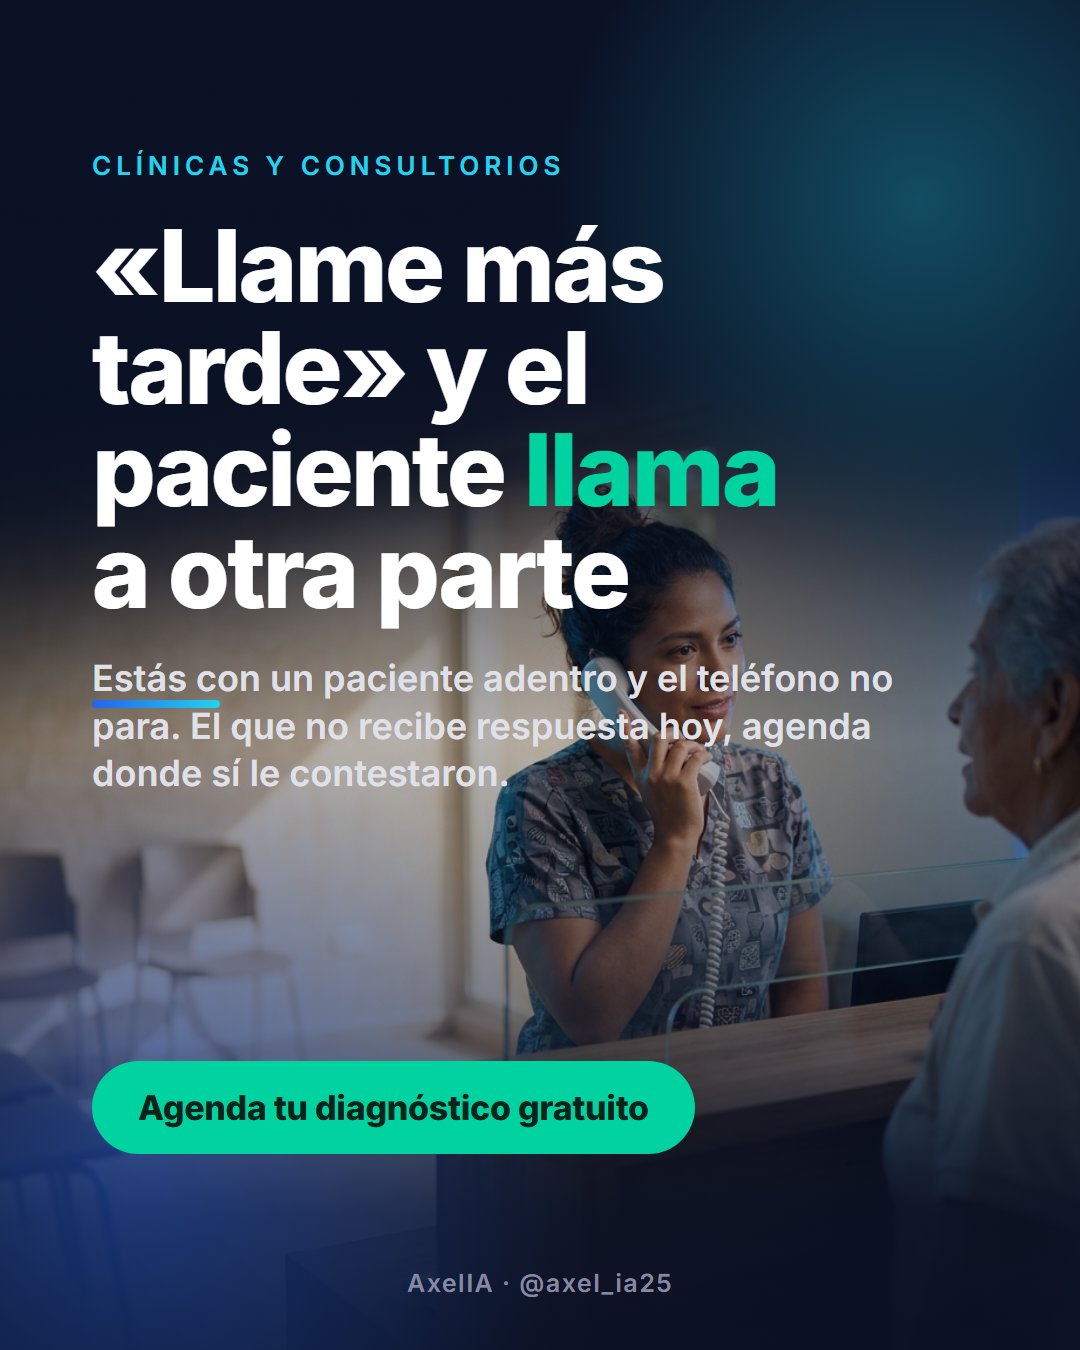 CLÍNICAS Y CONSULTORIOS
«Llame más
tarde» y el
paciente llama
a otra parte
Estás con un paciente adentro y el teléfono no
para. El que no recibe respuesta hoy, agenda
donde sí le contestaron.
Agenda tu diagnóstico gratuito
AxelIA · @axel_ia25